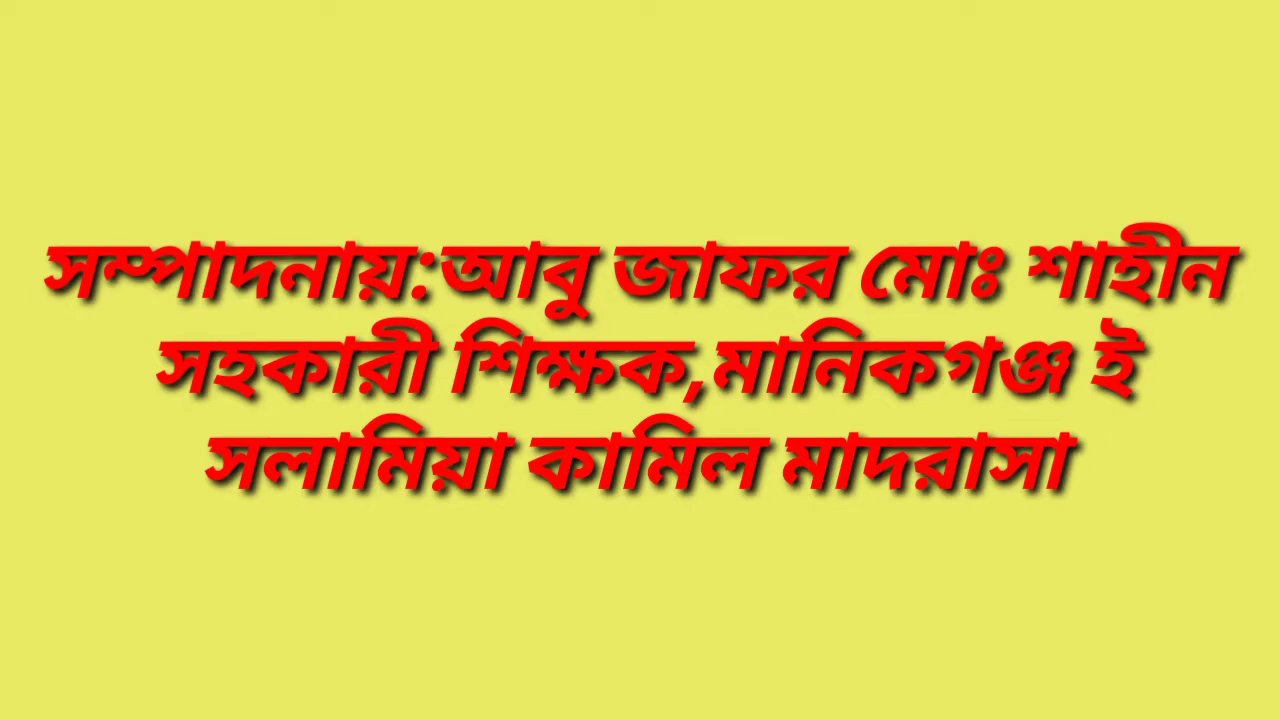 সম্পাদনায়:আবু জাফর মোঃ শাহীন
সহকারী শিক্ষক,মানিকগঞ্জ ই
সলামিয়া কামিল মাদরাসা